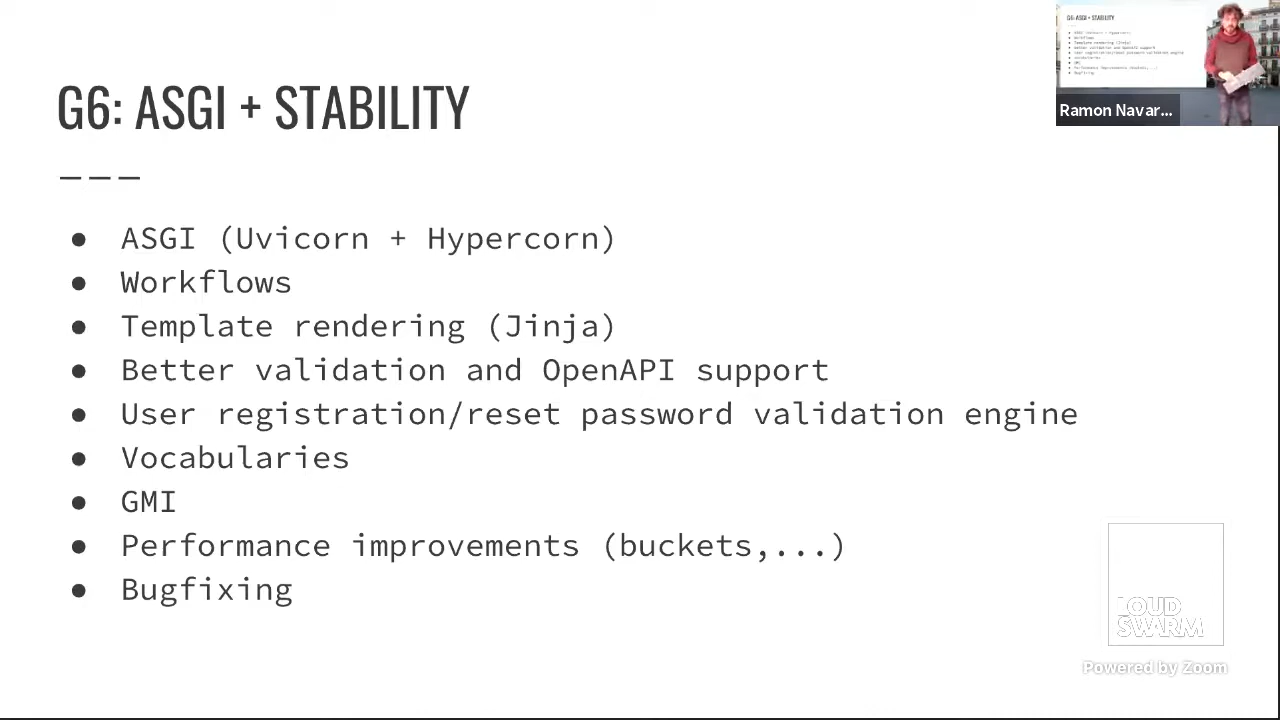 G6: ASGI + STABILITY
Ramon Navar...
● ASGI (Uvicorn + Hypercorn)
● Workflows
● Template rendering (Jinja)
● Better validation and OpenAPI support
● User registration/reset password validation engine
● Vocabularies
● GMI
● Performance improvements (buckets,...)
● Bugfixing
LOUD
SWARM
Powered by Zoom